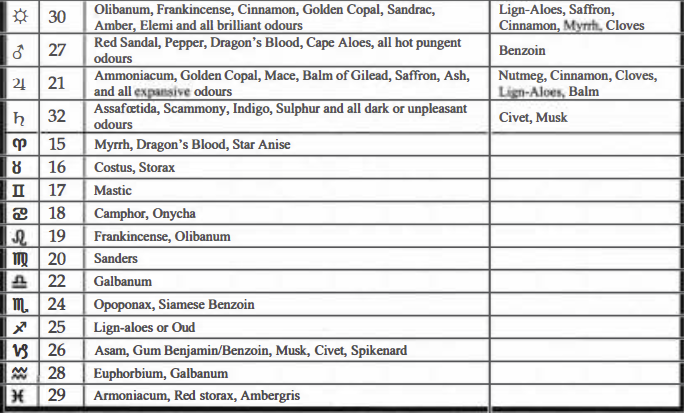 ☼ 30 Olibanum, Frankincense, Cinnamon, Golden Copal, Sandrac,
Amber, Elemi and all brilliant odours
Lign-Aloes, Saffron,
Cinnamon, Myrrh, Cloves
♂ 27 Red Sandal, Pepper, Dragon's Blood, Cape Aloes, all hot pungent
odours
Benzoin
♃ 21 Ammoniacum, Golden Copal, Mace, Balm of Gilead, Saffron, Ash,
and all expansive odours
Nutmeg, Cinnamon, Cloves,
Lign-Aloes, Balm
♄ 32 Assafœtida, Scammony, Indigo, Sulphur and all dark or unpleasant
odours
Civet, Musk
♈ 15 Myrrh, Dragon's Blood, Star Anise
♉ 16 Costus, Storax
♊ 17 Mastic
♋ 18 Camphor, Onycha
♌ 19 Frankincense, Olibanum
♍ 20 Sanders
♎ 22 Galbanum
♏ 24 Opoponax, Siamese Benzoin
♐ 25 Lign-aloes or Oud
♑ 26 Asam, Gum Benjamin/Benzoin, Musk, Civet, Spikenard
♒ 28 Euphorbium, Galbanum
♓ 29 Armoniacum, Red storax, Ambergris